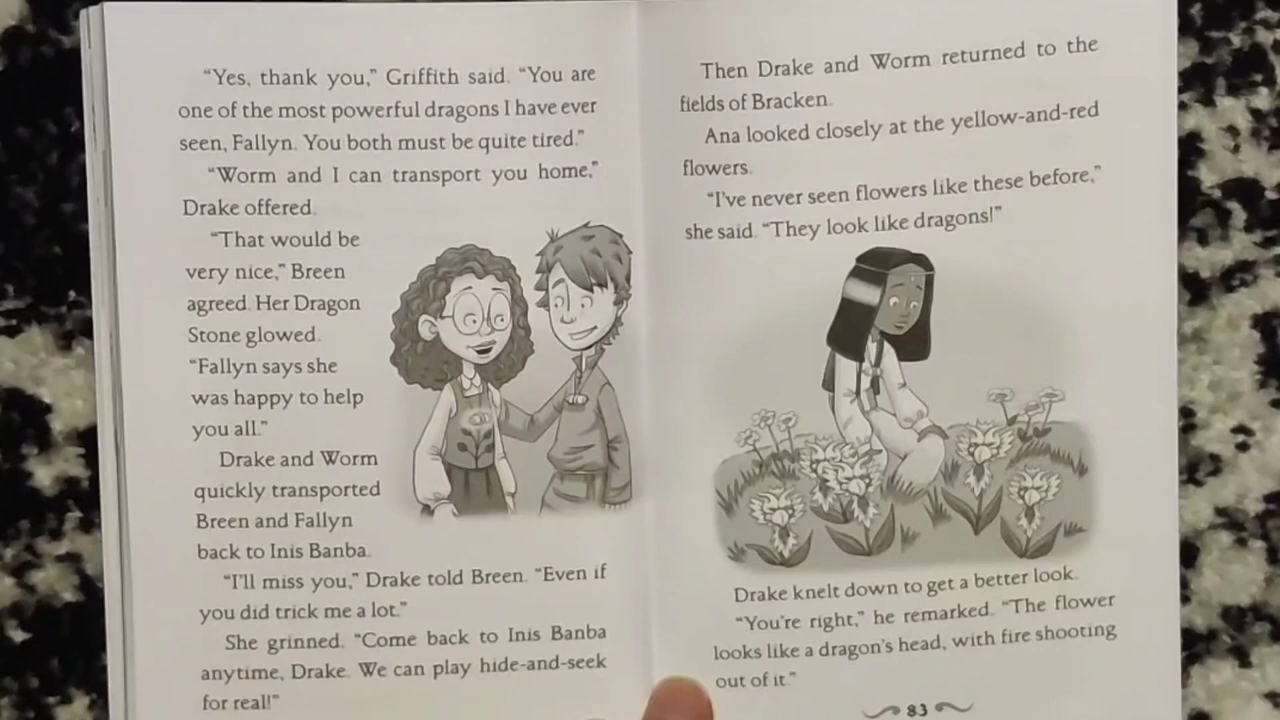 “Yes, thank you,” Griffith said. “You are
one of the most powerful dragons I have ever
seen, Fallyn. You both must be quite tired.”
“Worm and I can transport you home,”
Drake offered.
“That would be
very nice,” Breen
agreed. Her Dragon
Stone glowed.
“Fallyn says she
was happy to help
you all.”
Drake and Worm
quickly transported
Breen and Fallyn
back to Inis Banba.
“I’ll miss you,” Drake told Breen. “Even if
you did trick me a lot.”
She grinned. “Come back to Inis Banba
anytime, Drake. We can play hide-and-seek
for real!”
Then Drake and Worm returned to the
fields of Bracken.
Ana looked closely at the yellow-and-red
flowers.
“I’ve never seen flowers like these before,”
she said. “They look like dragons!”
Drake knelt down to get a better look.
“You’re right,” he remarked. “The flower
looks like a dragon’s head, with fire shooting
out of it.”
83